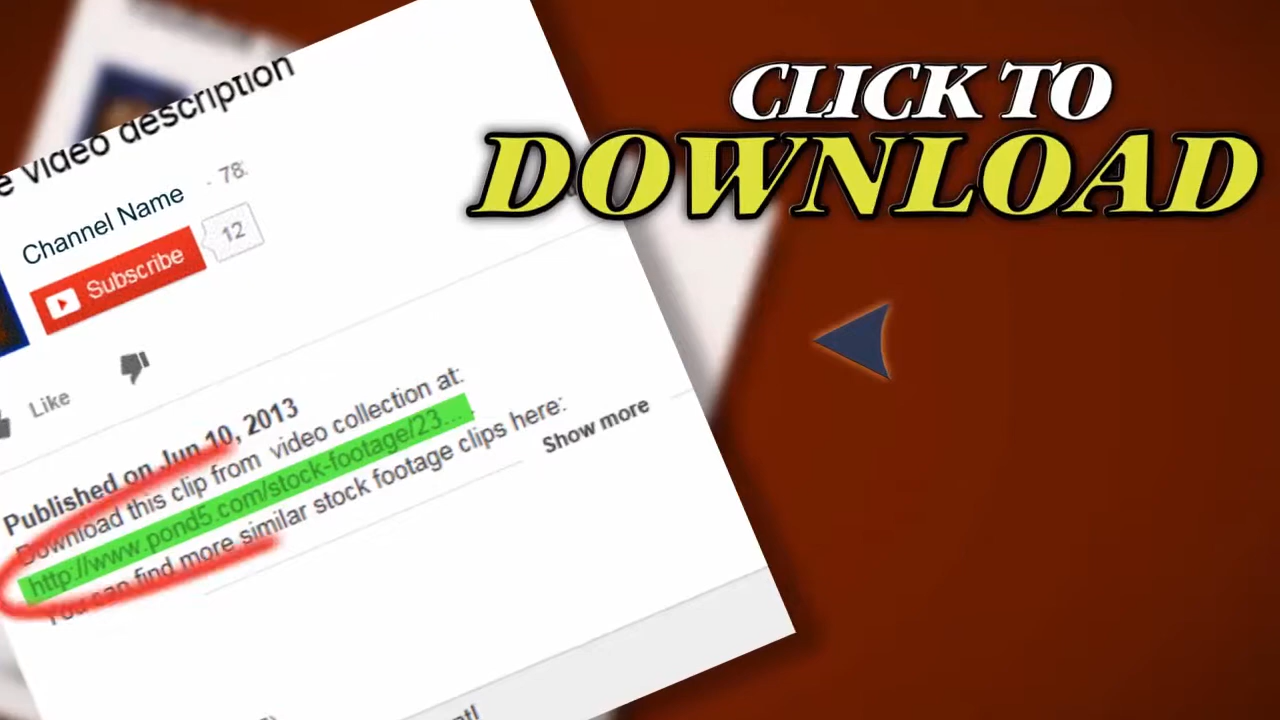 CLICK TO
DOWNLOAD
video description
Channel Name
78
Subscribe
12
Like
Published on Jun 10, 2013
Download this clip from video collection at:
http://www.pond5.com/stock-footage/23...
You can find more similar stock footage clips here:
Show more